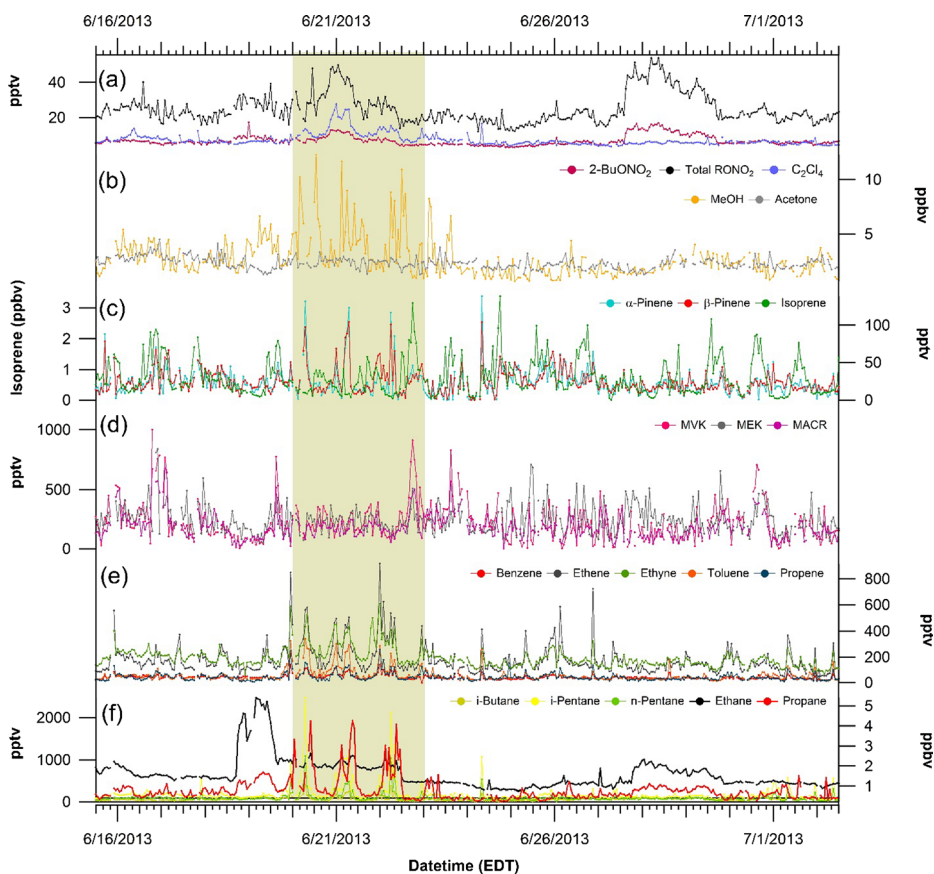 6/16/2013 6/21/2013 6/26/2013 7/1/2013
(a)
pptv
40
20
2-BuONO₂ Total RONO₂ C₂Cl₄
(b)
MeOH Acetone
10
5
ppbv
(c)
Isoprene (ppbv)
3
2
1
0
α-Pinene β-Pinene Isoprene
100
50
0
pptv
(d)
pptv
1000
500
0
MVK MEK MACR
(e)
Benzene Ethene Ethyne Toluene Propene
800
600
400
200
0
pptv
(f)
i-Butane i-Pentane n-Pentane Ethane Propane
pptv
2000
1000
0
5
4
3
2
1
ppbv
6/16/2013 6/21/2013 6/26/2013 7/1/2013
Datetime (EDT)